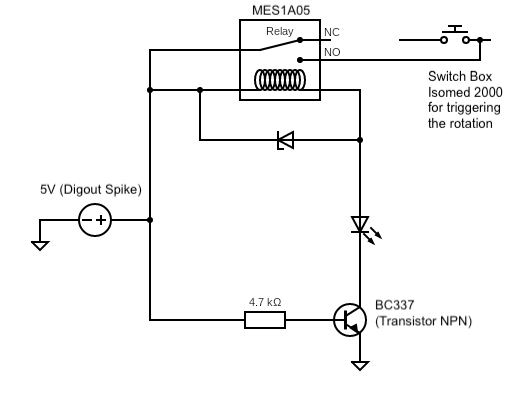 MES1A05
Relay
NC
NO
Switch Box
Isomed 2000
for triggering
the rotation
5V (Digout Spike)
4.7 kΩ
BC337
(Transistor NPN)